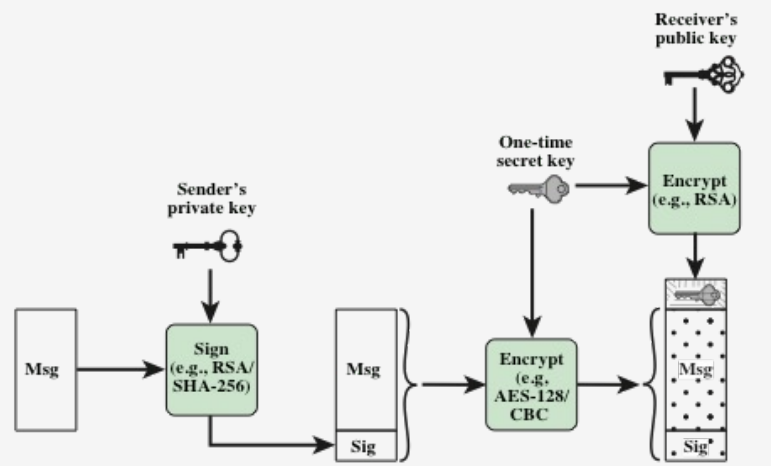 Receiver's
public key
One-time
secret key
Encrypt
(e.g., RSA)
Sender's
private key
Msg
Sign
(e.g., RSA/
SHA-256)
Msg
Sig
Encrypt
(e.g,
AES-128/
CBC
Msg
Sig